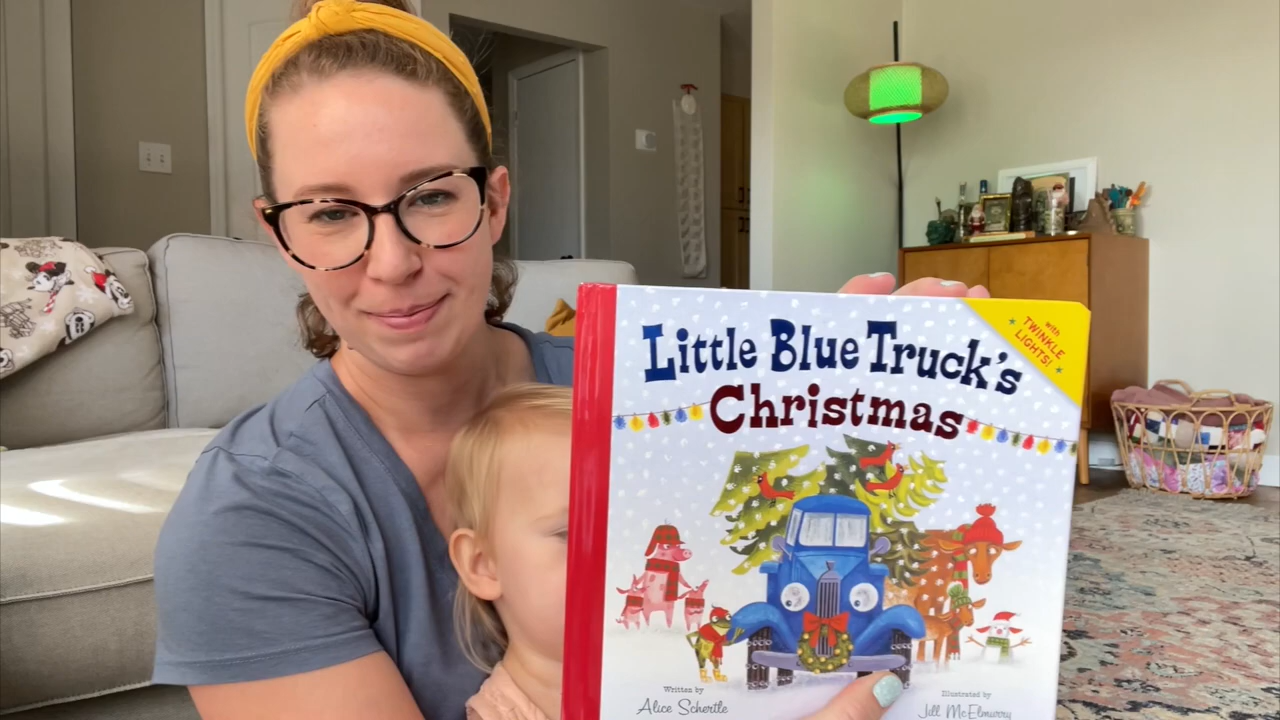 with
TWINKLE
LIGHTS!
Little Blue Truck's
Christmas
Written by
Alice Schertle
Illustrated by
Jill McElmurry